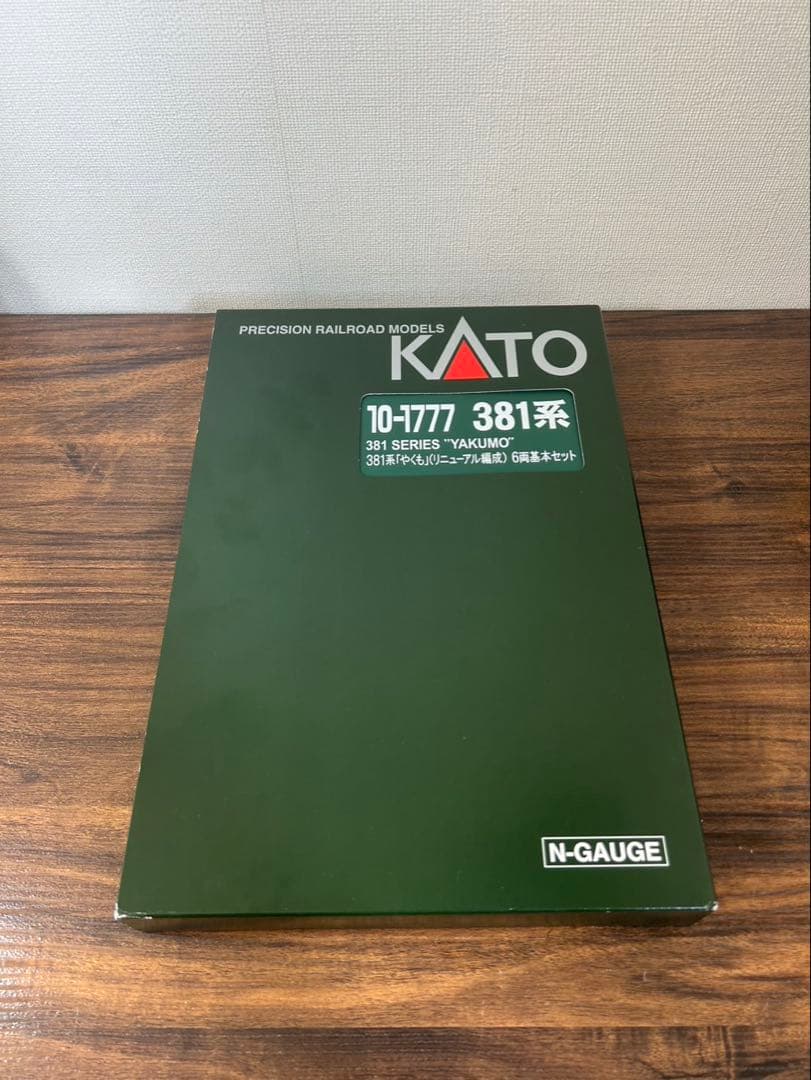 PRECISION RAILROAD MODELS
KATO
10-1777 381系
381 SERIES "YAKUMO"
381系「やくも」(リニューアル編成) 6両基本セット
N-GAUGE